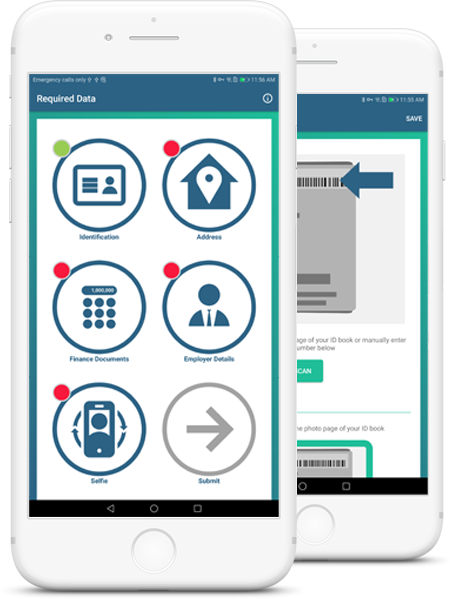 Emergency calls only
11:56 AM
Required Data
Identification
Address
1,000,000
Finance Documents
Employer Details
Selfie
Submit
11:55 AM
SAVE
age of your ID book or manually enter
number below
CAN
he photo page of your ID book